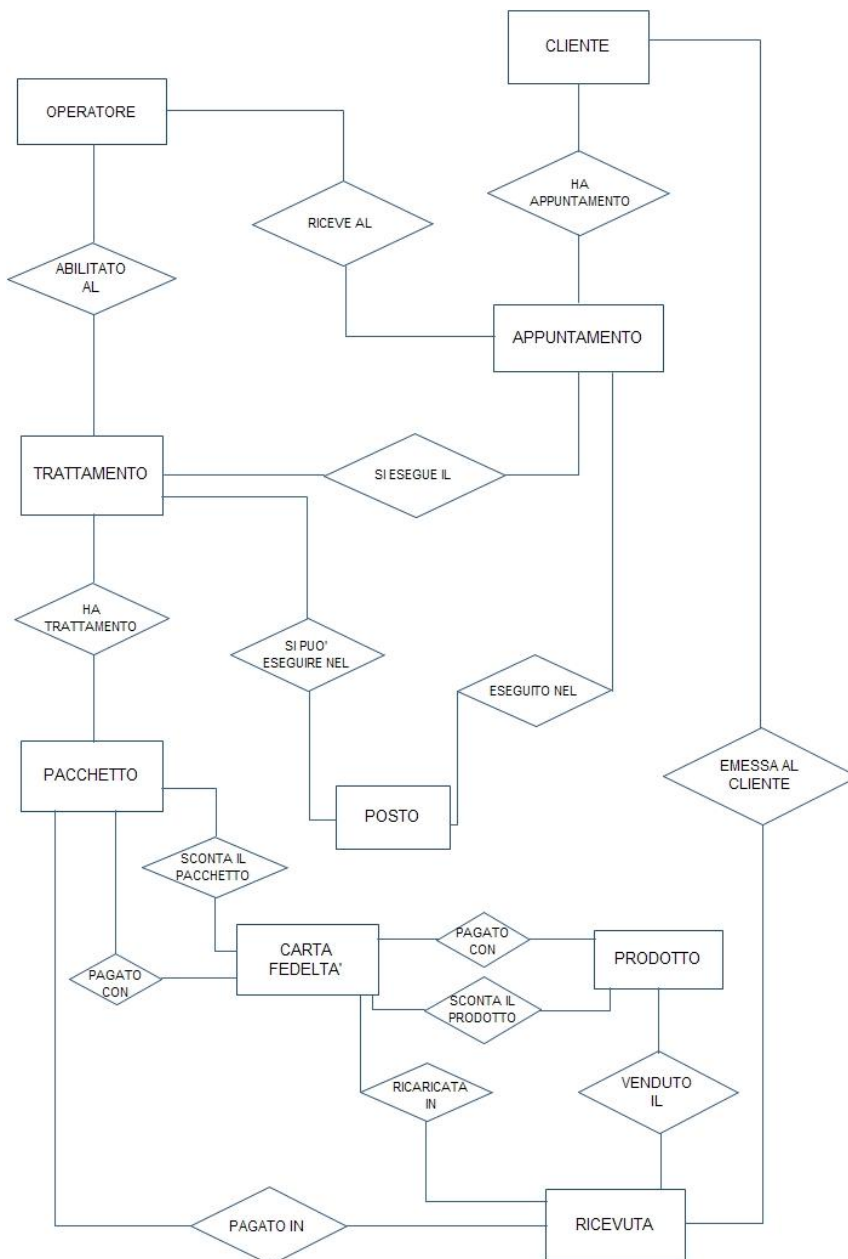 CLIENTE
OPERATORE
HA
APPUNTAMENTO
RICEVE AL
ABILITATO
AL
APPUNTAMENTO
TRATTAMENTO
SI ESEGUE IL
HA
TRATTAMENTO
SI PUO'
ESEGUIRE NEL
ESEGUITO NEL
PACCHETTO
EMESSA AL
CLIENTE
POSTO
SCONTA IL
PACCHETTO
CARTA
FEDELTA'
PAGATO
CON
PRODOTTO
PAGATO
CON
SCONTA IL
PRODOTTO
RICARICATA
IN
VENDUTO
IL
PAGATO IN
RICEVUTA